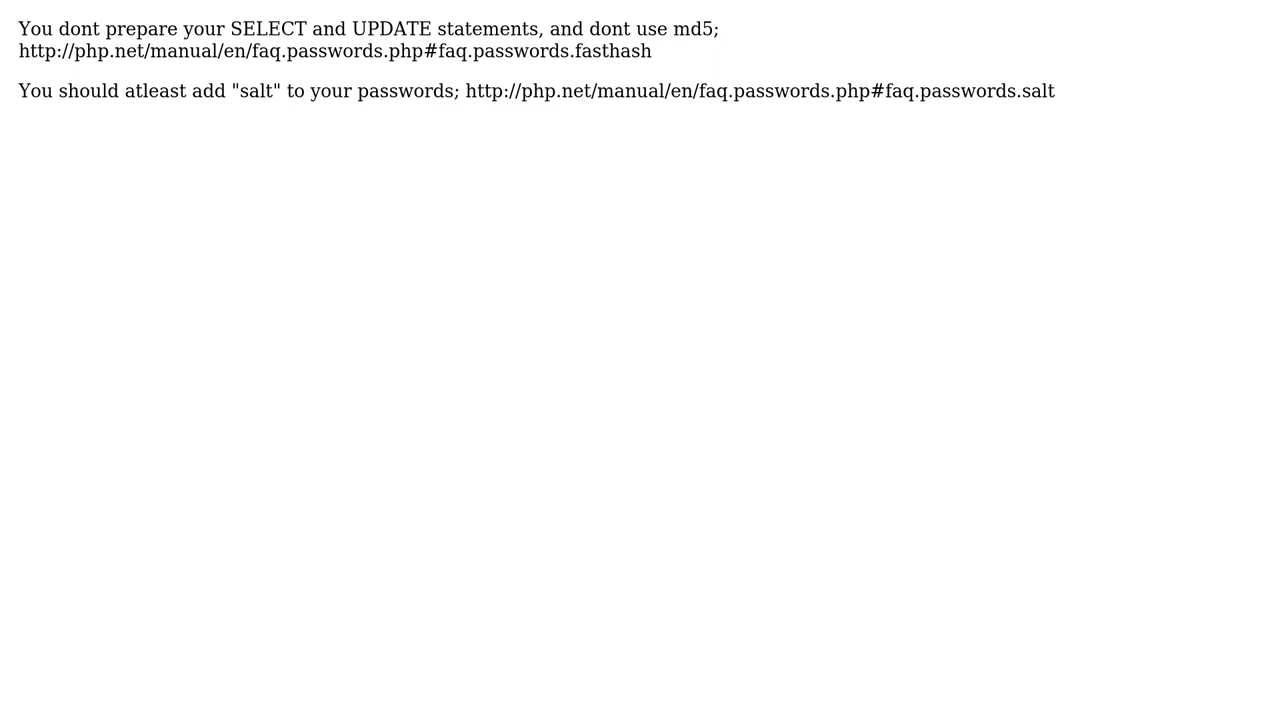 You dont prepare your SELECT and UPDATE statements, and dont use md5;
http://php.net/manual/en/faq.passwords.php#faq.passwords.fasthash
You should atleast add "salt" to your passwords; http://php.net/manual/en/faq.passwords.php#faq.passwords.salt